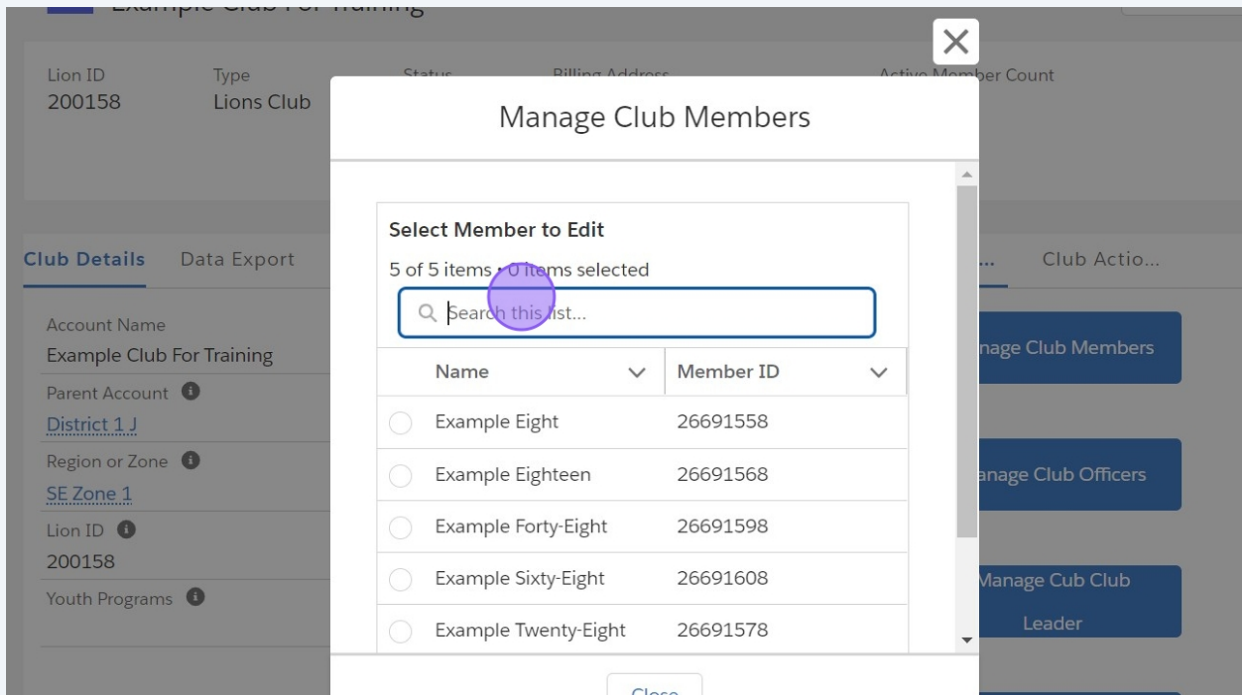 Example Club For Training
Lion ID
200158
Type
Lions Club
Status
Billing Address
Active Member Count
Manage Club Members
Select Member to Edit
5 of 5 items • 0 items selected
Search this list...
Name Member ID
Example Eight 26691558
Example Eighteen 26691568
Example Forty-Eight 26691598
Example Sixty-Eight 26691608
Example Twenty-Eight 26691578
Close
Club Details Data Export
Account Name
Example Club For Training
Parent Account
District 1 J
Region or Zone
SE Zone 1
Lion ID
200158
Youth Programs
... Club Actio...
nage Club Members
anage Club Officers
Manage Cub Club
Leader